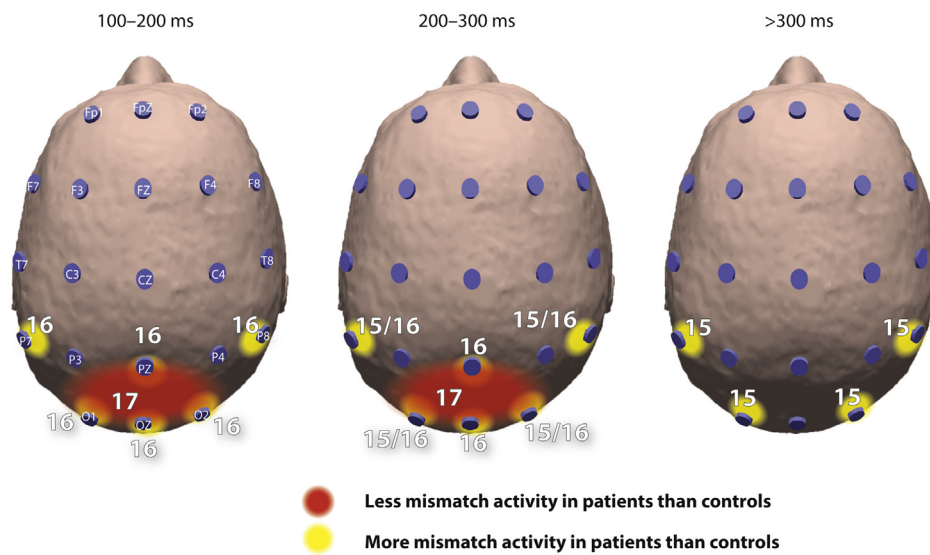 100–200 ms 200–300 ms >300 ms
Fp1 FpZ Fp2
F7 F3 FZ F4 F8
T7 C3 CZ C4 T8
16 16 16 15/16 15/16 15 15
P7 P3 PZ P4 P8 16
17 17 15 15
16 O1 OZ O2 16 15/16 16 15/16
16
Less mismatch activity in patients than controls
More mismatch activity in patients than controls